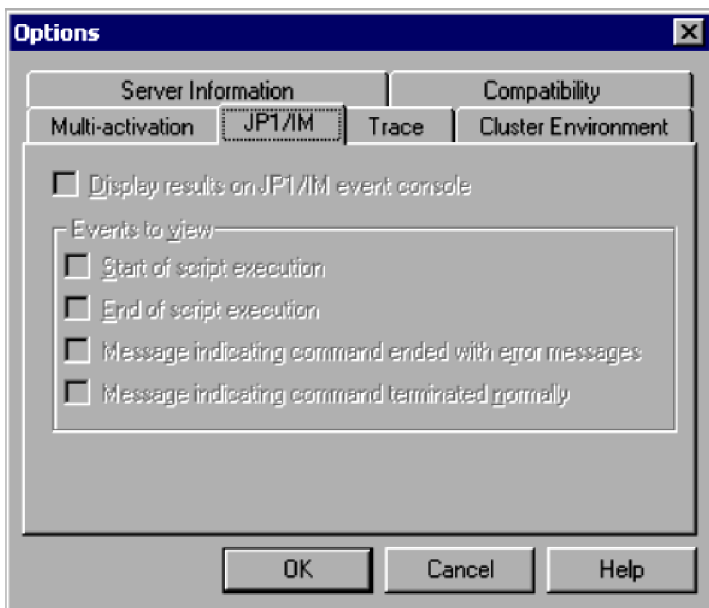 Options
Server Information
Compatibility
Multi-activation
JP1/IM
Trace
Cluster Environment
Display results on JP1/IM event console
Events to view
Start of script execution
End of script execution
Message indicating command ended with error messages
Message indicating command terminated normally
OK
Cancel
Help